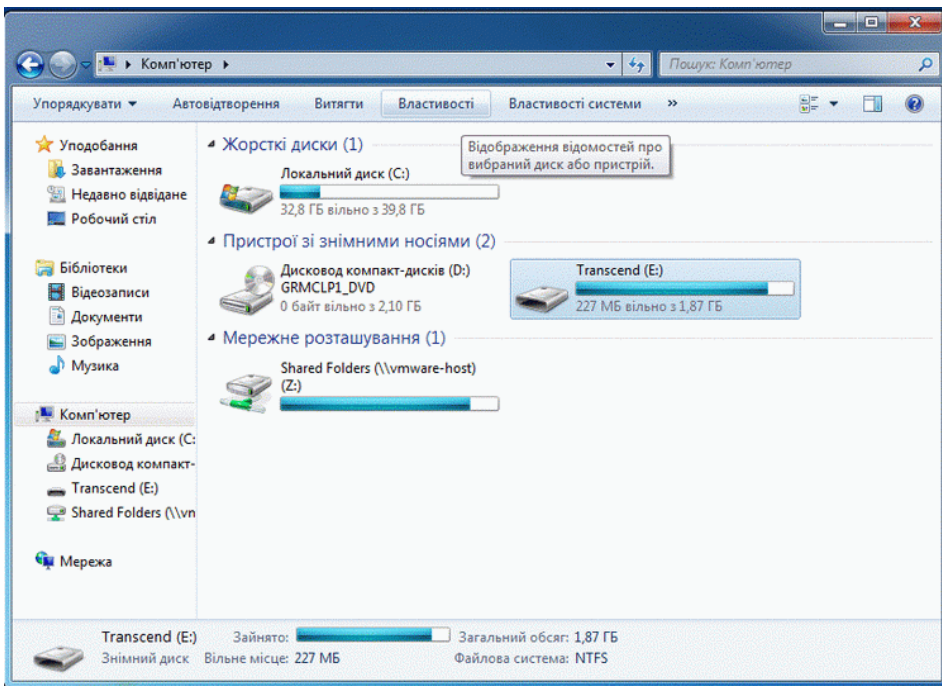 Комп'ютер
Пошук: Комп'ютер
Упорядкувати Автовідтворення Витягти Властивості Властивості системи »
Уподобання
Завантаження
Недавно відвідане
Робочий стіл
Бібліотеки
Відеозаписи
Документи
Зображення
Музика
Комп'ютер
Локальний диск (C:
Дисковод компакт-
Transcend (E:)
Shared Folders (\\vn
Мережа
Жорсткі диски (1)
Відображення відомостей про
вибраний диск або пристрій.
Локальний диск (C:)
32,8 ГБ вільно з 39,8 ГБ
Пристрої зі знімними носіями (2)
Дисковод компакт-дисків (D:)
GRMCLP1_DVD
0 байт вільно з 2,10 ГБ
Transcend (E:)
227 МБ вільно з 1,87 ГБ
Мережне розташування (1)
Shared Folders (\\vmware-host)
(Z:)
Transcend (E:) Зайнято: Загальний обсяг: 1,87 ГБ
Знімний диск Вільне місце: 227 МБ Файлова система: NTFS